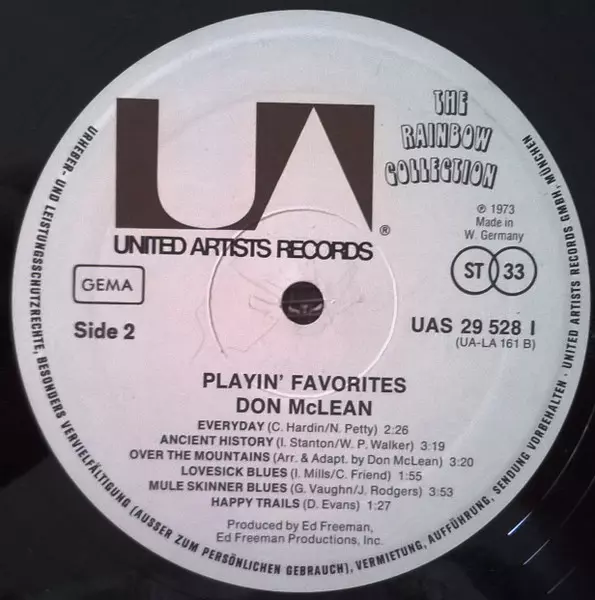 THE
RAINBOW
COLLECTION
UA
®
UNITED ARTISTS RECORDS
℗ 1973
Made in
W. Germany
GEMA
ST 33
Side 2
UAS 29 528 I
(UA-LA 161 B)
PLAYIN' FAVORITES
DON McLEAN
EVERYDAY (C. Hardin/N. Petty) 2:26
ANCIENT HISTORY (I. Stanton/W. P. Walker) 3:19
OVER THE MOUNTAINS (Arr. & Adapt. by Don McLean) 3:20
LOVESICK BLUES (I. Mills/C. Friend) 1:55
MULE SKINNER BLUES (G. Vaughn/J. Rodgers) 3:53
HAPPY TRAILS (D. Evans) 1:27
Produced by Ed Freeman,
Ed Freeman Productions, Inc.
URHEBER- UND LEISTUNGSSCHUTZRECHTE, BESONDERS VERVIELFÄLTIGUNG (AUSSER ZUM PERSÖNLICHEN GEBRAUCH), VERMIETUNG, AUFFÜHRUNG, SENDUNG VORBEHALTEN · UNITED ARTISTS RECORDS GMBH, MÜNCHEN